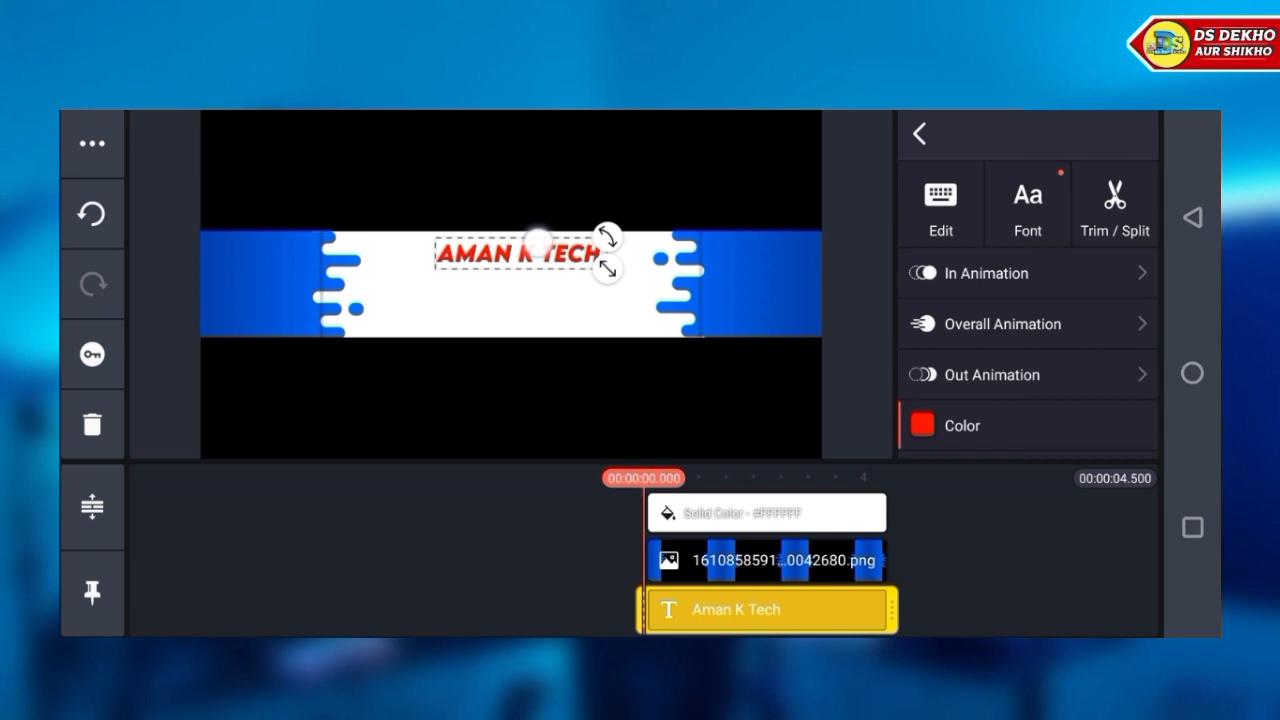 DS DEKHO
AUR SHIKHO
DS
AMAN K TECH
Edit
Aa
Font
Trim / Split
In Animation
Overall Animation
Out Animation
Color
00:00:00.000
4
00:00:04.500
Solid Color - #FFFFFF
1610858591...0042680.png
T Aman K Tech